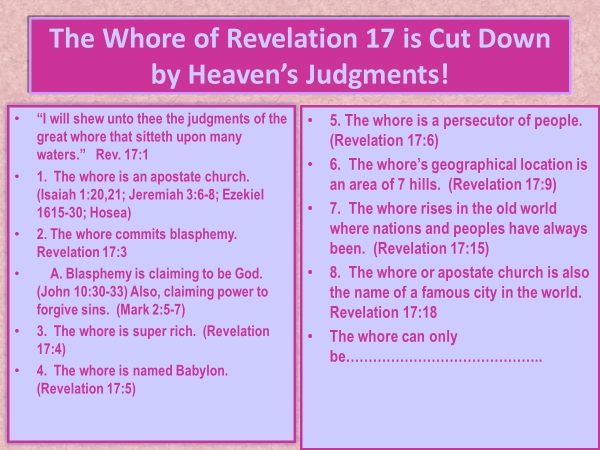 The Whore of Revelation 17 is Cut Down
by Heaven’s Judgments!
• “I will shew unto thee the judgments of the
great whore that sitteth upon many
waters.” Rev. 17:1
• 1. The whore is an apostate church.
(Isaiah 1:20,21; Jeremiah 3:6-8; Ezekiel
1615-30; Hosea)
• 2. The whore commits blasphemy.
Revelation 17:3
• A. Blasphemy is claiming to be God.
(John 10:30-33) Also, claiming power to
forgive sins. (Mark 2:5-7)
• 3. The whore is super rich. (Revelation
17:4)
• 4. The whore is named Babylon.
(Revelation 17:5)
• 5. The whore is a persecutor of people.
(Revelation 17:6)
• 6. The whore’s geographical location is
an area of 7 hills. (Revelation 17:9)
• 7. The whore rises in the old world
where nations and peoples have always
been. (Revelation 17:15)
• 8. The whore or apostate church is also
the name of a famous city in the world.
Revelation 17:18
• The whore can only
be……………………………………..